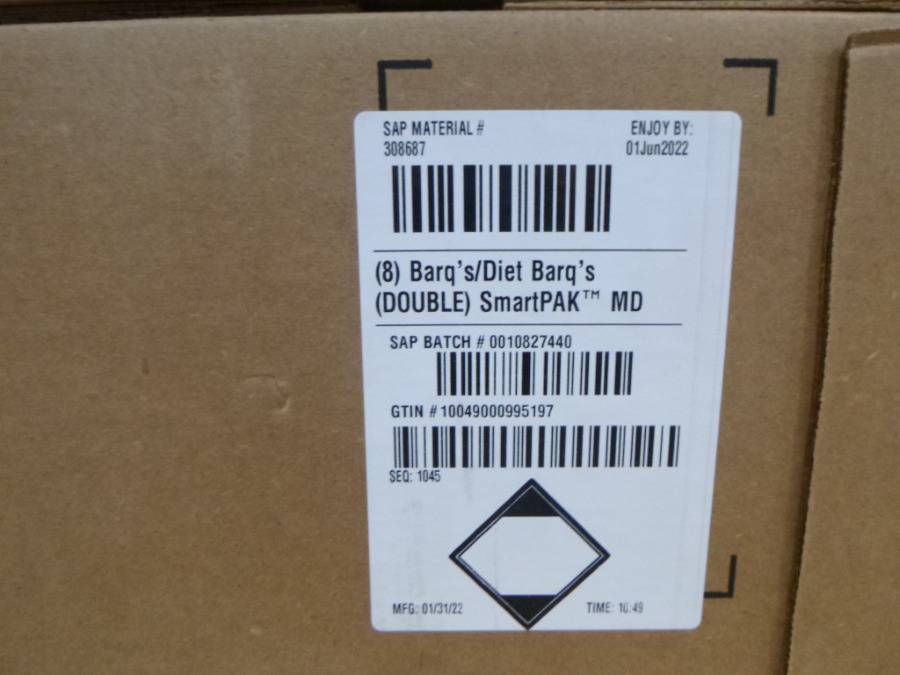 SAP MATERIAL #
308687
ENJOY BY:
01Jun2022
(8) Barq's/Diet Barq's
(DOUBLE) SmartPAK™ MD
SAP BATCH # 0010827440
GTIN # 10049000995197
SEQ: 1045
MFG: 01/31/22
TIME: 16:49